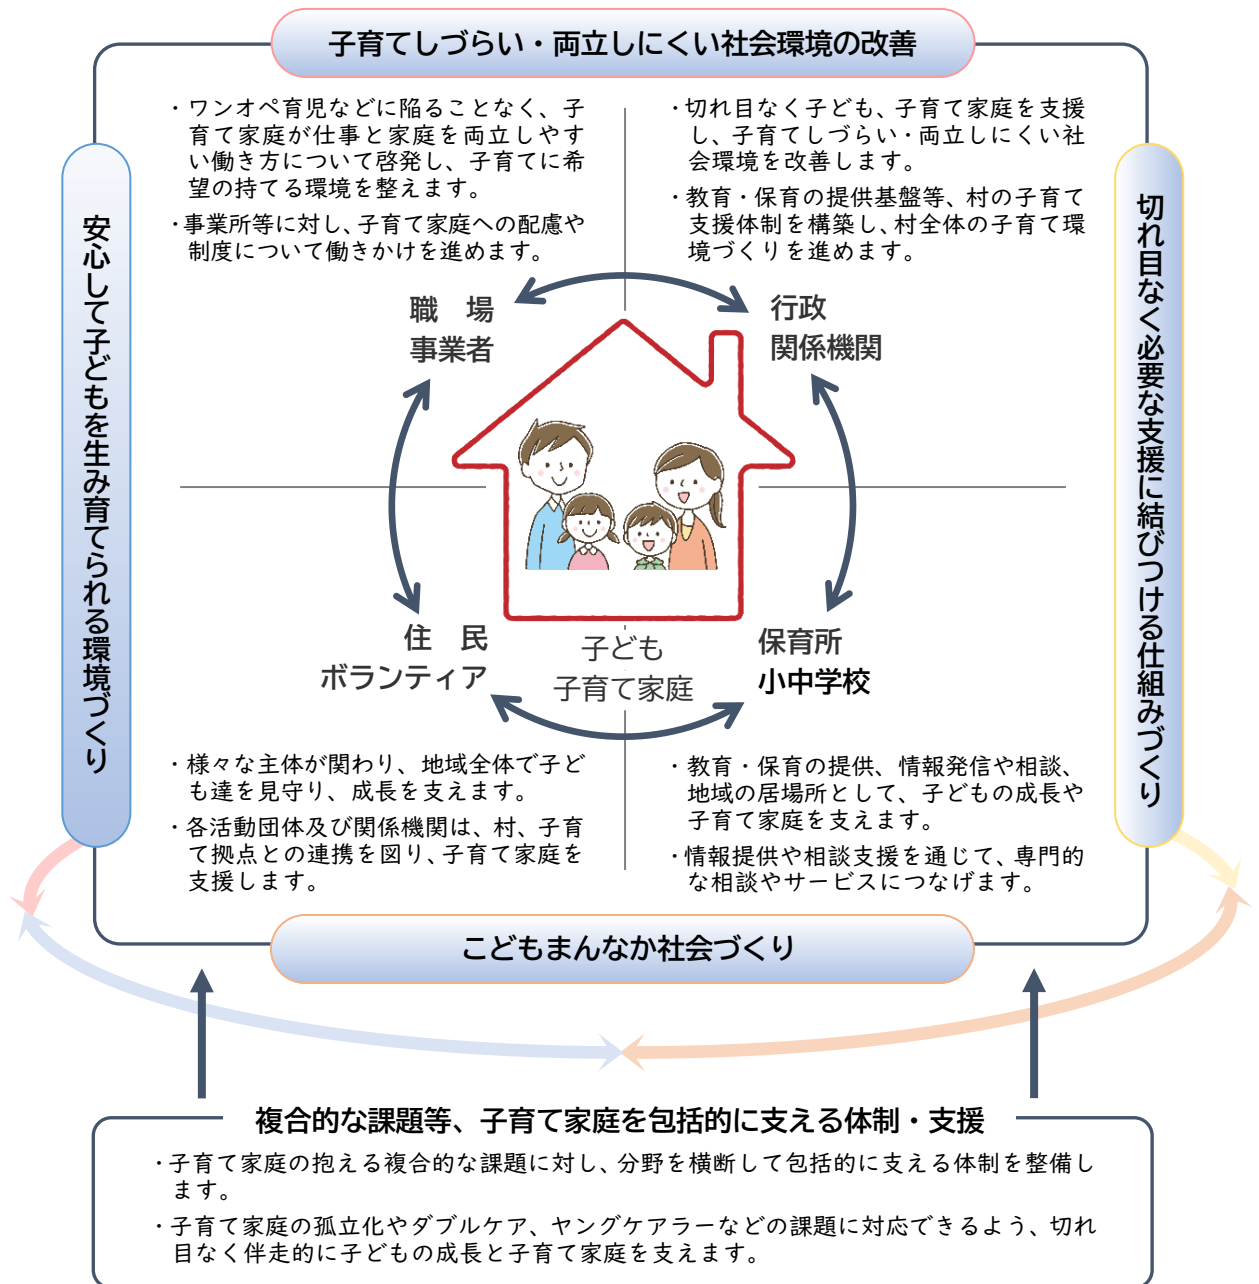 子育てしづらい・両立しにくい社会環境の改善
・ワンオペ育児などに陥ることなく、子
育て家庭が仕事と家庭を両立しやす
い働き方について啓発し、子育てに希
望の持てる環境を整えます。
・事業所等に対し、子育て家庭への配慮や
制度について働きかけを進めます。
・切れ目なく子ども、子育て家庭を支援
し、子育てしづらい・両立しにくい社
会環境を改善します。
・教育・保育の提供基盤等、村の子育て
支援体制を構築し、村全体の子育て環
境づくりを進めます。
安心して子どもを生み育てられる環境づくり
切れ目なく必要な支援に結びつける仕組みづくり
職　場
事業者
行政
関係機関
住　民
ボランティア
子ども
子育て家庭
保育所
小中学校
・様々な主体が関わり、地域全体で子ど
も達を見守り、成長を支えます。
・各活動団体及び関係機関は、村、子育
て拠点との連携を図り、子育て家庭を
支援します。
・教育・保育の提供、情報発信や相談、
地域の居場所として、子どもの成長や
子育て家庭を支えます。
・情報提供や相談支援を通じて、専門的
な相談やサービスにつなげます。
こどもまんなか社会づくり
複合的な課題等、子育て家庭を包括的に支える体制・支援
・子育て家庭の抱える複合的な課題に対し、分野を横断して包括的に支える体制を整備し
ます。
・子育て家庭の孤立化やダブルケア、ヤングケアラーなどの課題に対応できるよう、切れ
目なく伴走的に子どもの成長と子育て家庭を支えます。